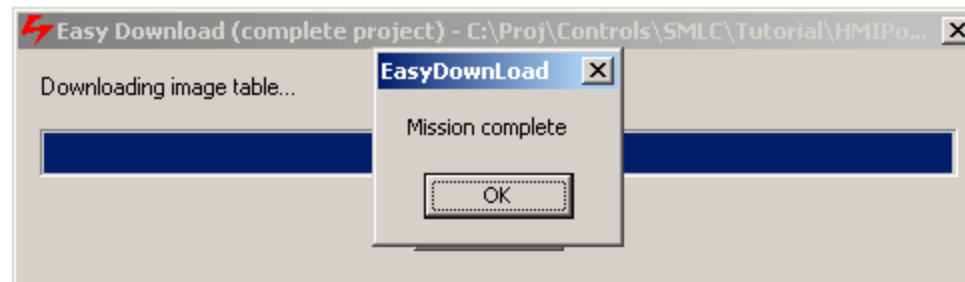 Easy Download (complete project) - C:\Proj\Controls\SMLC\Tutorial\HMIPo...
EasyDownLoad
Downloading image table...
Mission complete
OK